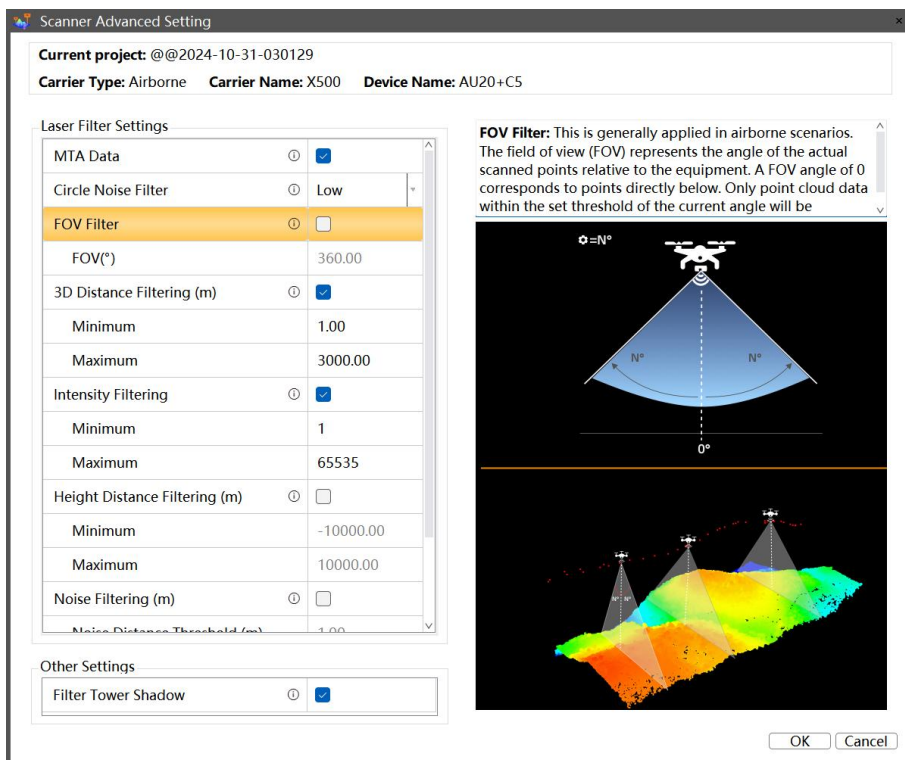 Scanner Advanced Setting
Current project: @@2024-10-31-030129
Carrier Type: Airborne Carrier Name: X500 Device Name: AU20+C5
Laser Filter Settings
MTA Data
Circle Noise Filter Low
FOV Filter
FOV(°) 360.00
3D Distance Filtering (m)
Minimum 1.00
Maximum 3000.00
Intensity Filtering
Minimum 1
Maximum 65535
Height Distance Filtering (m)
Minimum -10000.00
Maximum 10000.00
Noise Filtering (m)
Noise Distance Threshold (m) 1.00
Other Settings
Filter Tower Shadow
FOV Filter: This is generally applied in airborne scenarios.
The field of view (FOV) represents the angle of the actual
scanned points relative to the equipment. A FOV angle of 0
corresponds to points directly below. Only point cloud data
within the set threshold of the current angle will be
=N°
N° N°
0°
N° N°
OK Cancel